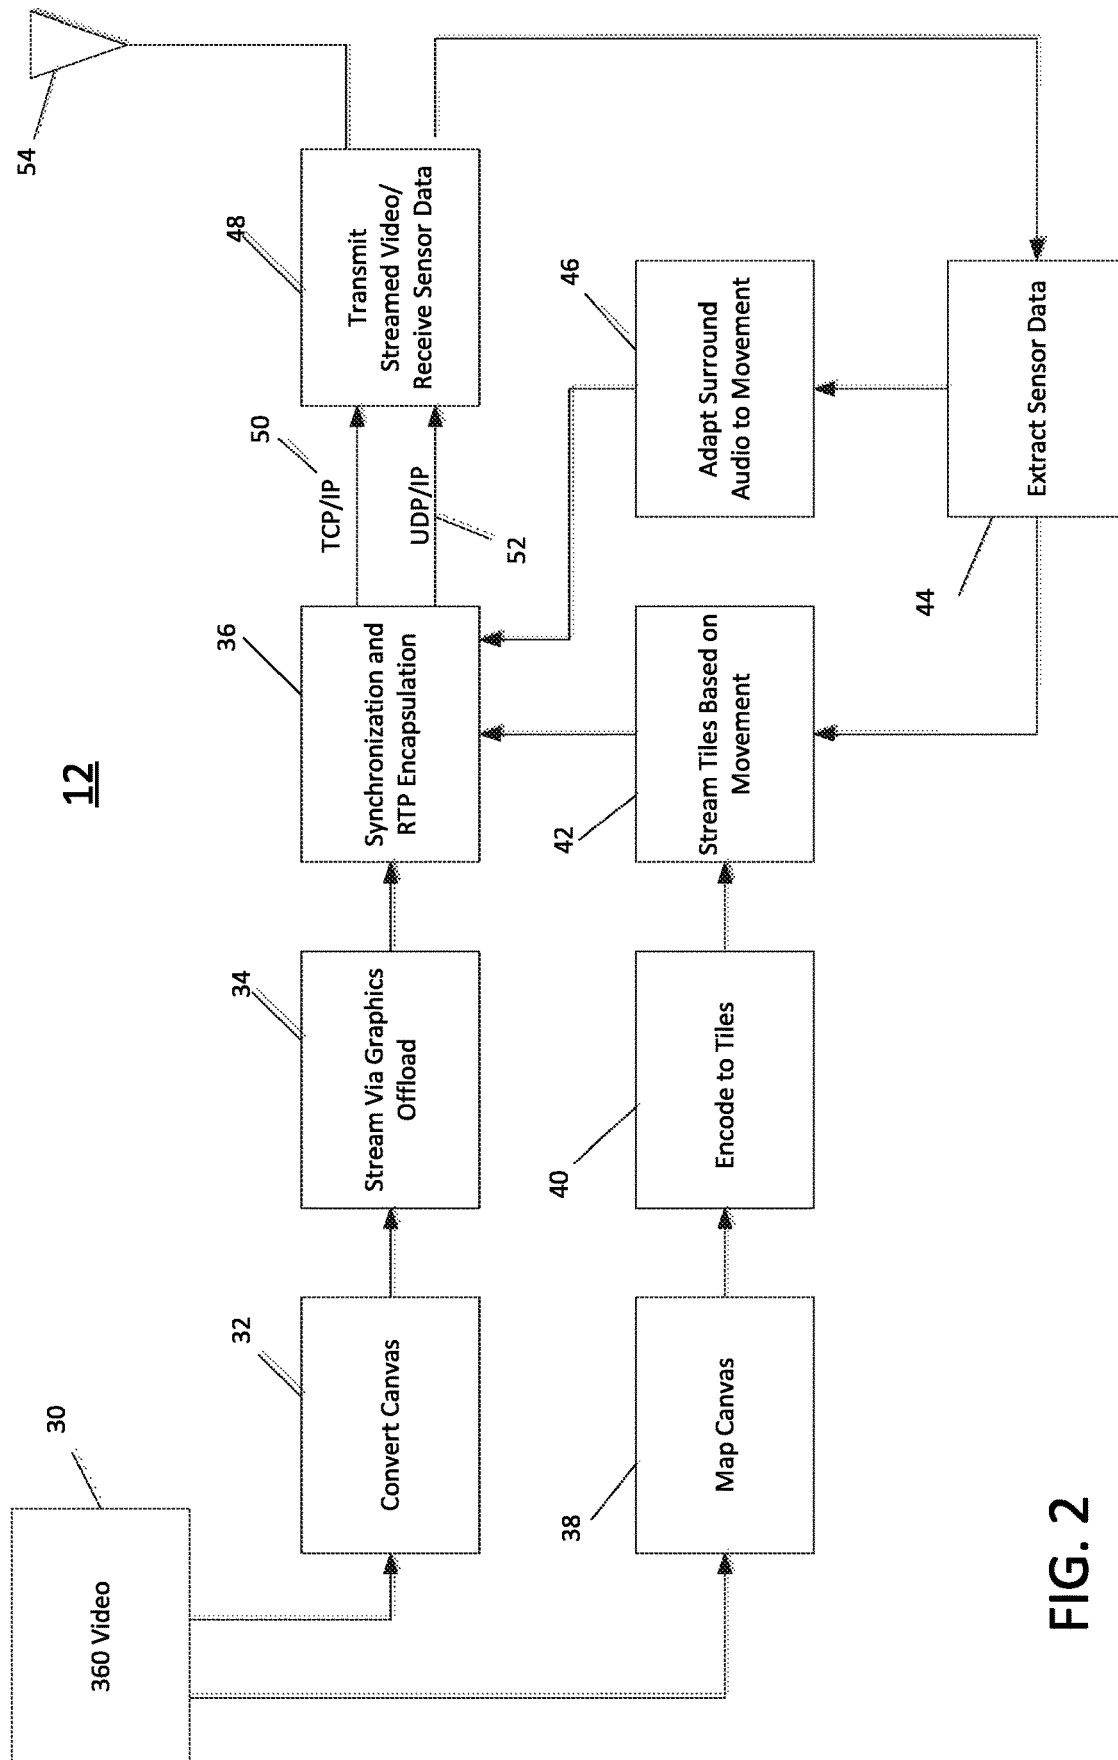 12
360 Video
30
Convert Canvas
32
Stream Via Graphics
Offload
34
Synchronization and
RTP Encapsulation
36
TCP/IP
50
UDP/IP
52
Transmit
Streamed Video/
Receive Sensor Data
48
54
Map Canvas
38
Encode to Tiles
40
Stream Tiles Based on
Movement
42
Adapt Surround
Audio to Movement
46
Extract Sensor Data
44
FIG. 2